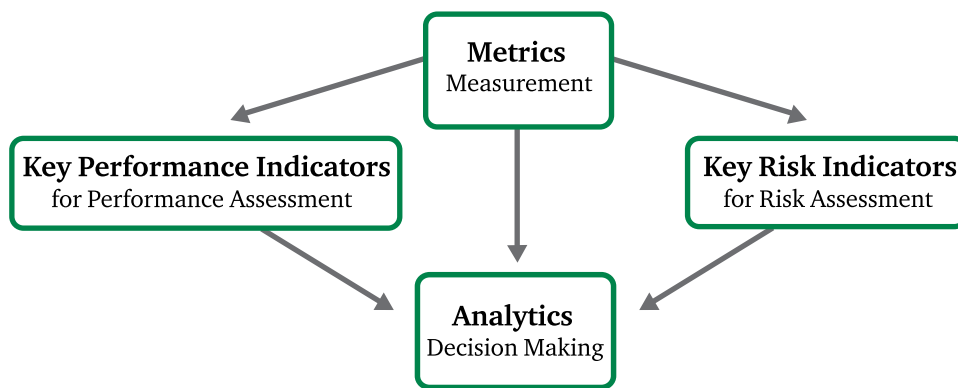 Metrics
Measurement
Key Performance Indicators
for Performance Assessment
Key Risk Indicators
for Risk Assessment
Analytics
Decision Making